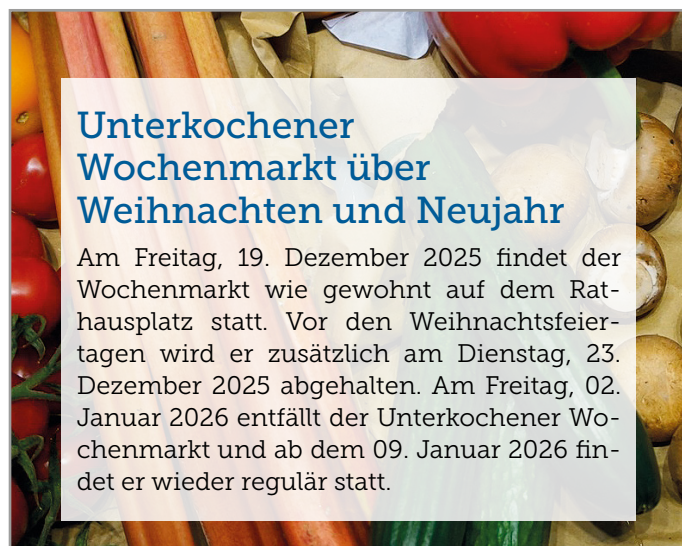 Unterkochener
Wochenmarkt über
Weihnachten und Neujahr
Am Freitag, 19. Dezember 2025 findet der
Wochenmarkt wie gewohnt auf dem Rat-
hausplatz statt. Vor den Weihnachtsfeier-
tagen wird er zusätzlich am Dienstag, 23.
Dezember 2025 abgehalten. Am Freitag, 02.
Januar 2026 entfällt der Unterkochener Wo-
chenmarkt und ab dem 09. Januar 2026 fin-
det er wieder regulär statt.